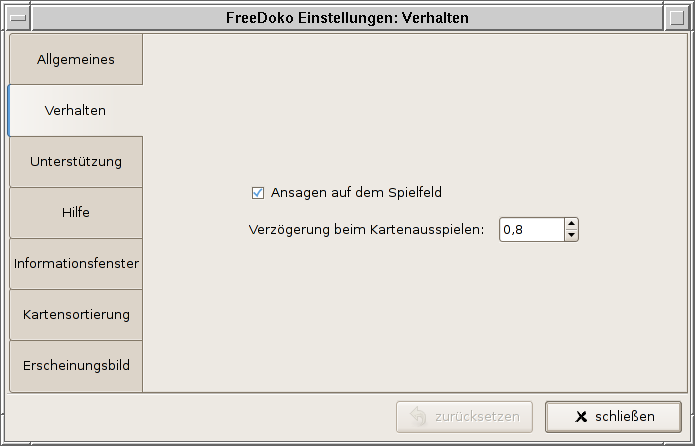 FreeDoko Einstellungen: Verhalten
Allgemeines
Verhalten
Unterstützung
Hilfe
Informationsfenster
Kartensortierung
Erscheinungsbild
Ansagen auf dem Spielfeld
Verzögerung beim Kartenausspielen: 0,8
zurücksetzen
schließen